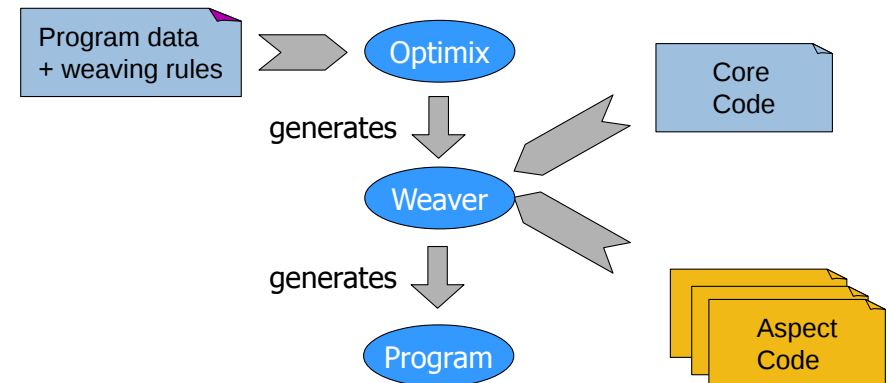 Program data
+ weaving rules
Optimix
Core
Code
generates
Weaver
generates
Aspect
Code
Program